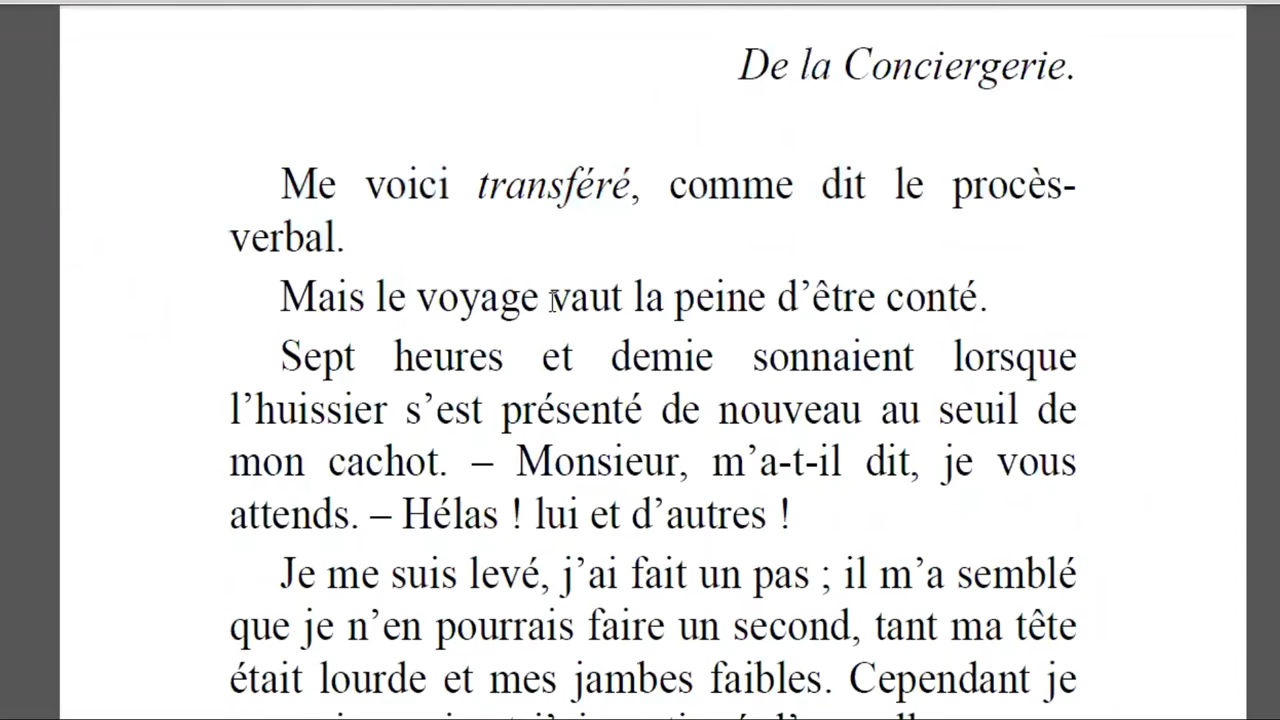 De la Conciergerie.
Me voici transféré, comme dit le procès-
verbal.
Mais le voyage vaut la peine d’être conté.
Sept heures et demie sonnaient lorsque
l’huissier s’est présenté de nouveau au seuil de
mon cachot. – Monsieur, m’a-t-il dit, je vous
attends. – Hélas ! lui et d’autres !
Je me suis levé, j’ai fait un pas ; il m’a semblé
que je n’en pourrais faire un second, tant ma tête
était lourde et mes jambes faibles. Cependant je